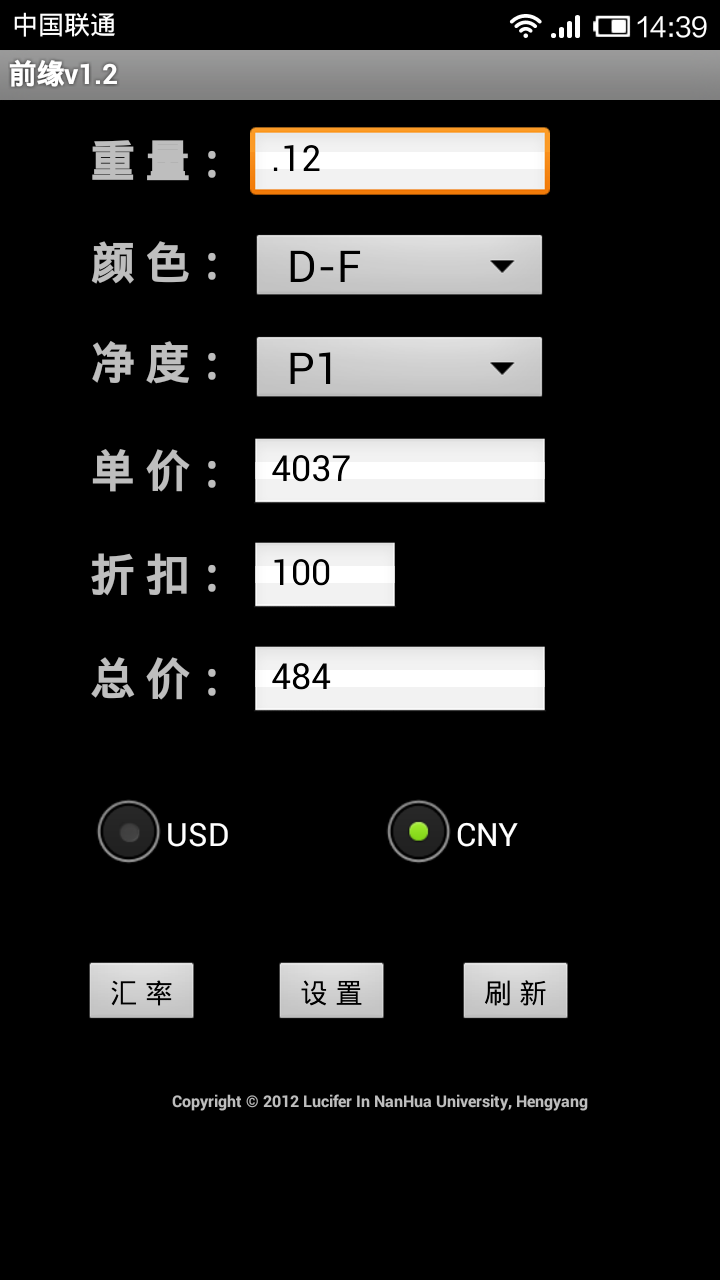 中国联通 14:39
前缘v1.2
重 量： .12
颜 色： D-F
净 度： P1
单 价： 4037
折 扣： 100
总 价： 484
USD CNY
汇 率 设 置 刷 新
Copyright © 2012 Lucifer In NanHua University, Hengyang